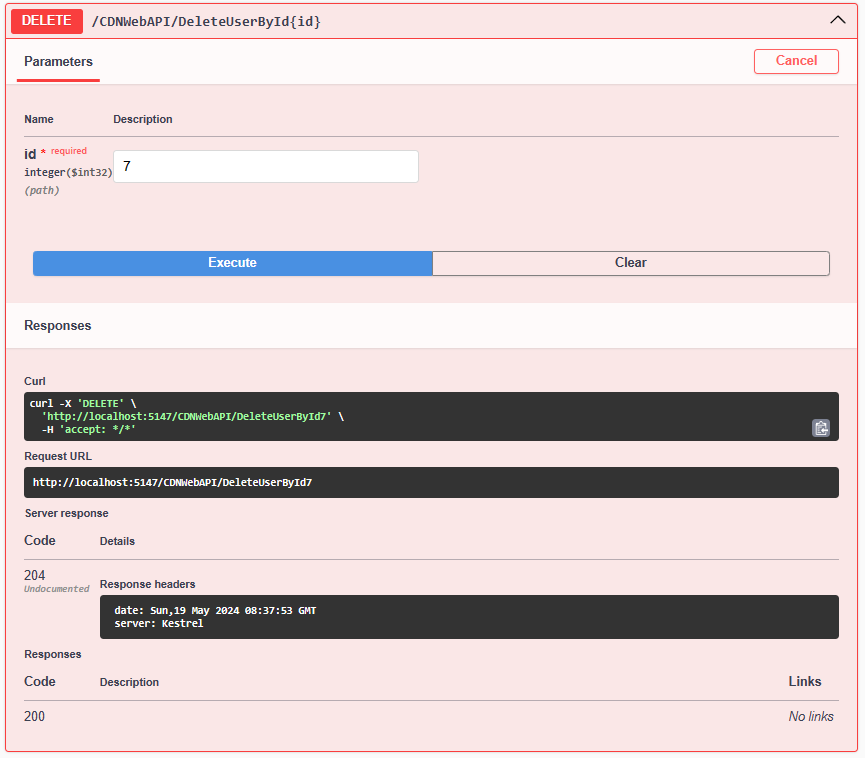 DELETE /CDNWebAPI/DeleteUserById{id}
Parameters Cancel
Name Description
id * required
integer($int32)
(path)
7
Execute Clear
Responses
Curl
curl -X 'DELETE' \
'http://localhost:5147/CDNWebAPI/DeleteUserById7' \
-H 'accept: */*'
Request URL
http://localhost:5147/CDNWebAPI/DeleteUserById7
Server response
Code Details
204
Undocumented
Response headers
date: Sun,19 May 2024 08:37:53 GMT
server: Kestrel
Responses
Code Description Links
200 No links